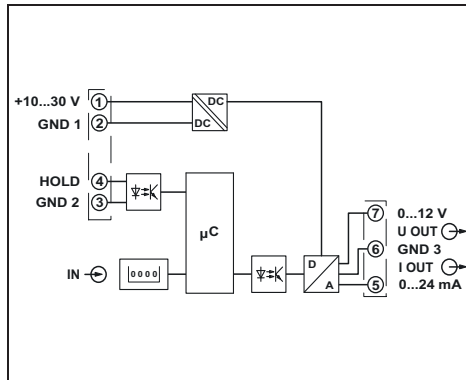 +10...30 V 1
GND 1 2
DC
DC
HOLD 4
GND 2 3
µC
IN
0000
D
A
7 0...12 V
U OUT
6 GND 3
I OUT
5 0...24 mA